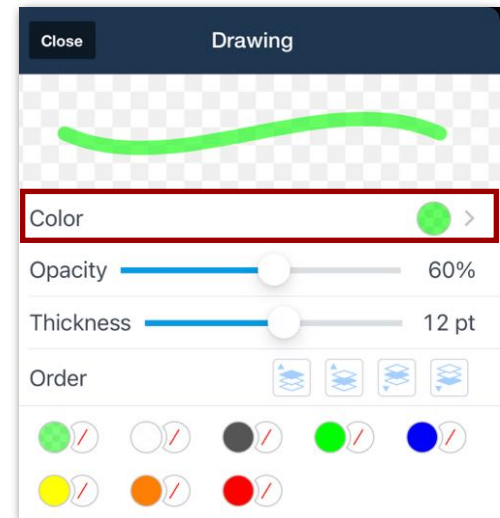 Close Drawing
Color
Opacity 60%
Thickness 12 pt
Order